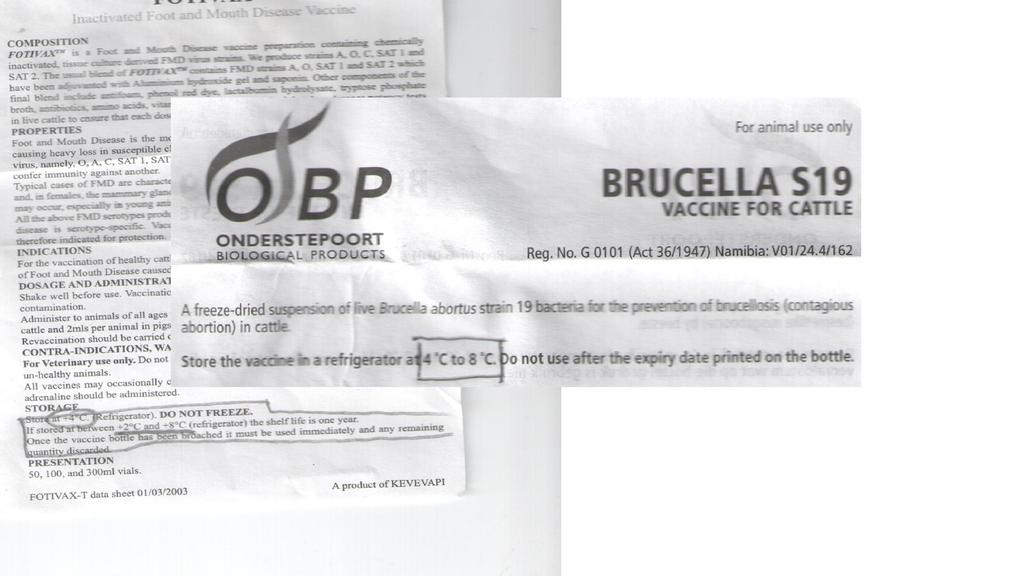 Inactivated Foot and Mouth Disease Vaccine
COMPOSITION
FOTIVAX™ is a Foot and Mouth Disease vaccine preparation containing chemically
inactivated, tissue culture derived FMD virus strains. We produce strains A, O, C, SAT 1 and
SAT 2. The usual blend of FOTIVAX™ contains FMD strains A, O, SAT 1 and SAT 2 which
have been adjuvanted with Aluminium hydroxide gel and saponin. Other components of the
final blend include antifoam, phenol red dye, lactalbumin hydrolysate, tryptose phosphate
broth, antibiotics, amino acids,
in live cattle to ensure that each
PROPERTIES
Foot and Mouth Disease is the
causing heavy loss in susceptible
virus, namely, O, A, C, SAT 1, SAT
confer immunity against another.
Typical cases of FMD are
and, in females, the mammary
may occur, especially in young
All the above FMD serotypes
disease is serotype-specific.
therefore indicated for protection.
INDICATIONS
For the vaccination of healthy
of Foot and Mouth Disease caused
DOSAGE AND
Shake well before use.
contamination.
Administer to animals of all ages
cattle and 2mls per animal in pigs
Revaccination should be carried
CONTRA-INDICATIONS,
For Veterinary use only. Do not
un-healthy animals.
All vaccines may occasionally
adrenaline should be administered.
STORAGE
Store at +4°C. (Refrigerator). DO NOT FREEZE.
If stored at between +2°C and +8°C (refrigerator) the shelf life is one year.
Once the vaccine bottle has been broached it must be used immediately and any remaining
quantity discarded.
PRESENTATION
50, 100, and 300ml vials.
FOTIVAX-T data sheet 01/03/2003
A product of KEVEVAPI
For animal use only
OBP
ONDERSTEPOORT
BIOLOGICAL PRODUCTS
BRUCELLA S19
VACCINE FOR CATTLE
Reg. No. G 0101 (Act 36/1947) Namibia: V01/24.4/162
A freeze-dried suspension of live Brucella abortus strain 19 bacteria for the prevention of brucellosis (contagious
abortion) in cattle.
Store the vaccine in a refrigerator at 4 °C to 8 °C. Do not use after the expiry date printed on the bottle.